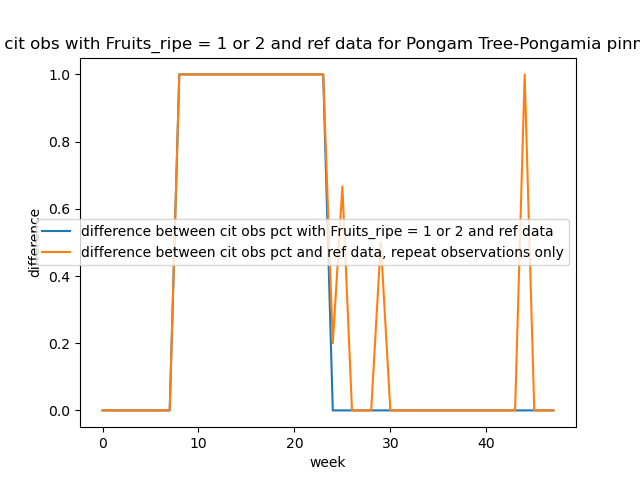 cit obs with Fruits_ripe = 1 or 2 and ref data for Pongam Tree-Pongamia pinn
1.0
0.8
0.6
0.4
0.2
0.0
difference
difference between cit obs pct with Fruits_ripe = 1 or 2 and ref data
difference between cit obs pct and ref data, repeat observations only
0 10 20 30 40
week